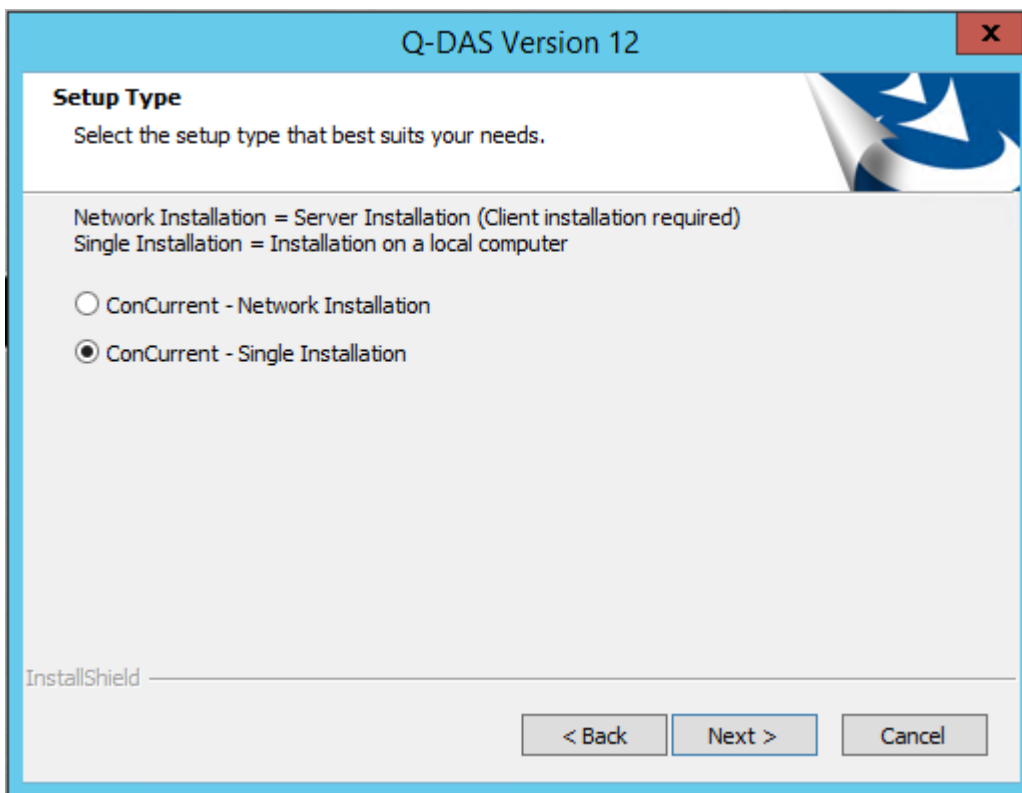 Q-DAS Version 12
x
Setup Type
Select the setup type that best suits your needs.
Network Installation = Server Installation (Client installation required)
Single Installation = Installation on a local computer
ConCurrent - Network Installation
ConCurrent - Single Installation
InstallShield
< Back
Next >
Cancel